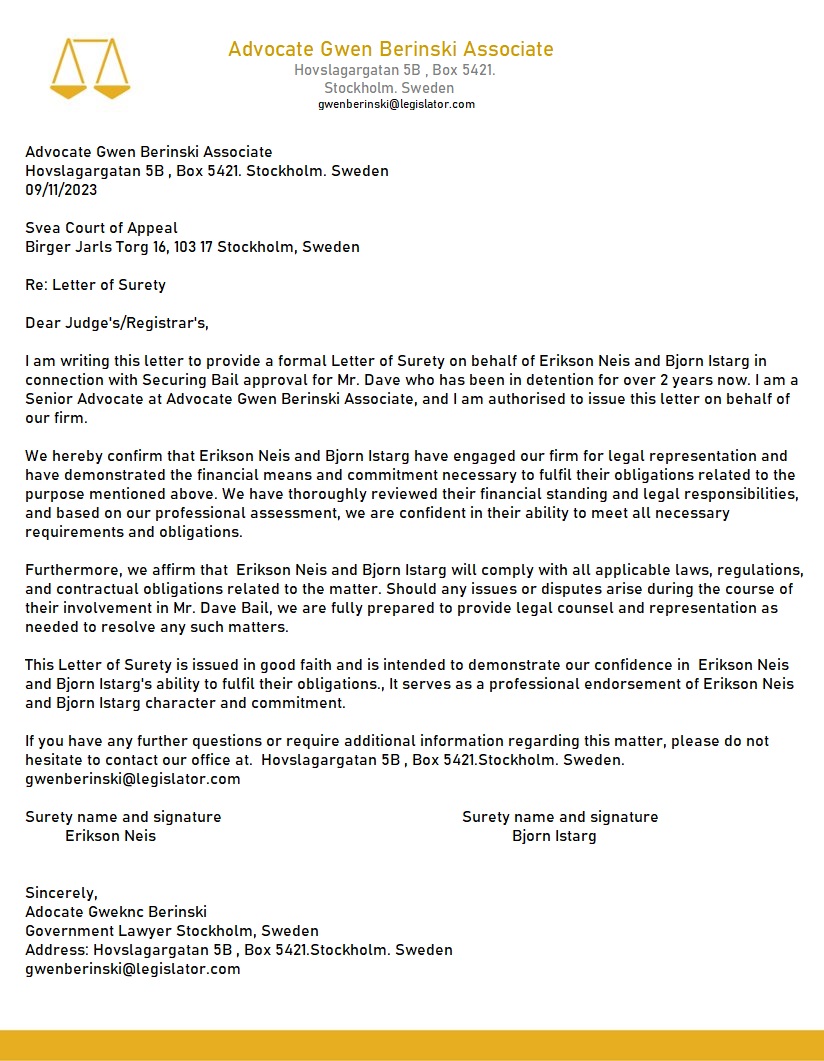 Advocate Gwen Berinski Associate
Hovslagargatan 5B , Box 5421.
Stockholm. Sweden
gwenberinski@legislator.com
Advocate Gwen Berinski Associate
Hovslagargatan 5B , Box 5421. Stockholm. Sweden
09/11/2023
Svea Court of Appeal
Birger Jarls Torg 16, 103 17 Stockholm, Sweden
Re: Letter of Surety
Dear Judge's/Registrar's,
I am writing this letter to provide a formal Letter of Surety on behalf of Erikson Neis and Bjorn Istarg in
connection with Securing Bail approval for Mr. Dave who has been in detention for over 2 years now. I am a
Senior Advocate at Advocate Gwen Berinski Associate, and I am authorised to issue this letter on behalf of
our firm.
We hereby confirm that Erikson Neis and Bjorn Istarg have engaged our firm for legal representation and
have demonstrated the financial means and commitment necessary to fulfil their obligations related to the
purpose mentioned above. We have thoroughly reviewed their financial standing and legal responsibilities,
and based on our professional assessment, we are confident in their ability to meet all necessary
requirements and obligations.
Furthermore, we affirm that  Erikson Neis and Bjorn Istarg will comply with all applicable laws, regulations,
and contractual obligations related to the matter. Should any issues or disputes arise during the course of
their involvement in Mr. Dave Bail, we are fully prepared to provide legal counsel and representation as
needed to resolve any such matters.
This Letter of Surety is issued in good faith and is intended to demonstrate our confidence in  Erikson Neis
and Bjorn Istarg's ability to fulfil their obligations., It serves as a professional endorsement of Erikson Neis
and Bjorn Istarg character and commitment.
If you have any further questions or require additional information regarding this matter, please do not
hesitate to contact our office at.  Hovslagargatan 5B , Box 5421.Stockholm. Sweden.
gwenberinski@legislator.com
Surety name and signature Surety name and signature
Erikson Neis Bjorn Istarg
Sincerely,
Adocate Gweknc Berinski
Government Lawyer Stockholm, Sweden
Address: Hovslagargatan 5B , Box 5421.Stockholm. Sweden
gwenberinski@legislator.com